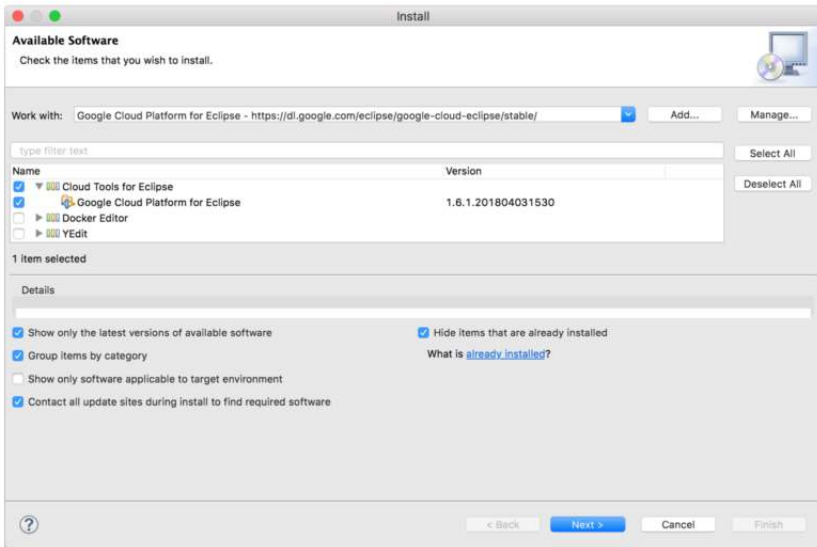 Install
Available Software
Check the items that you wish to install.
Work with: Google Cloud Platform for Eclipse - https://dl.google.com/eclipse/google-cloud-eclipse/stable/ Add... Manage...
type filter text
Select All
Name Version
Deselect All
Cloud Tools for Eclipse
Google Cloud Platform for Eclipse 1.6.1.201804031530
Docker Editor
YEdit
1 item selected
Details
Show only the latest versions of available software Hide items that are already installed
Group items by category What is already installed?
Show only software applicable to target environment
Contact all update sites during install to find required software
? < Back Next > Cancel Finish